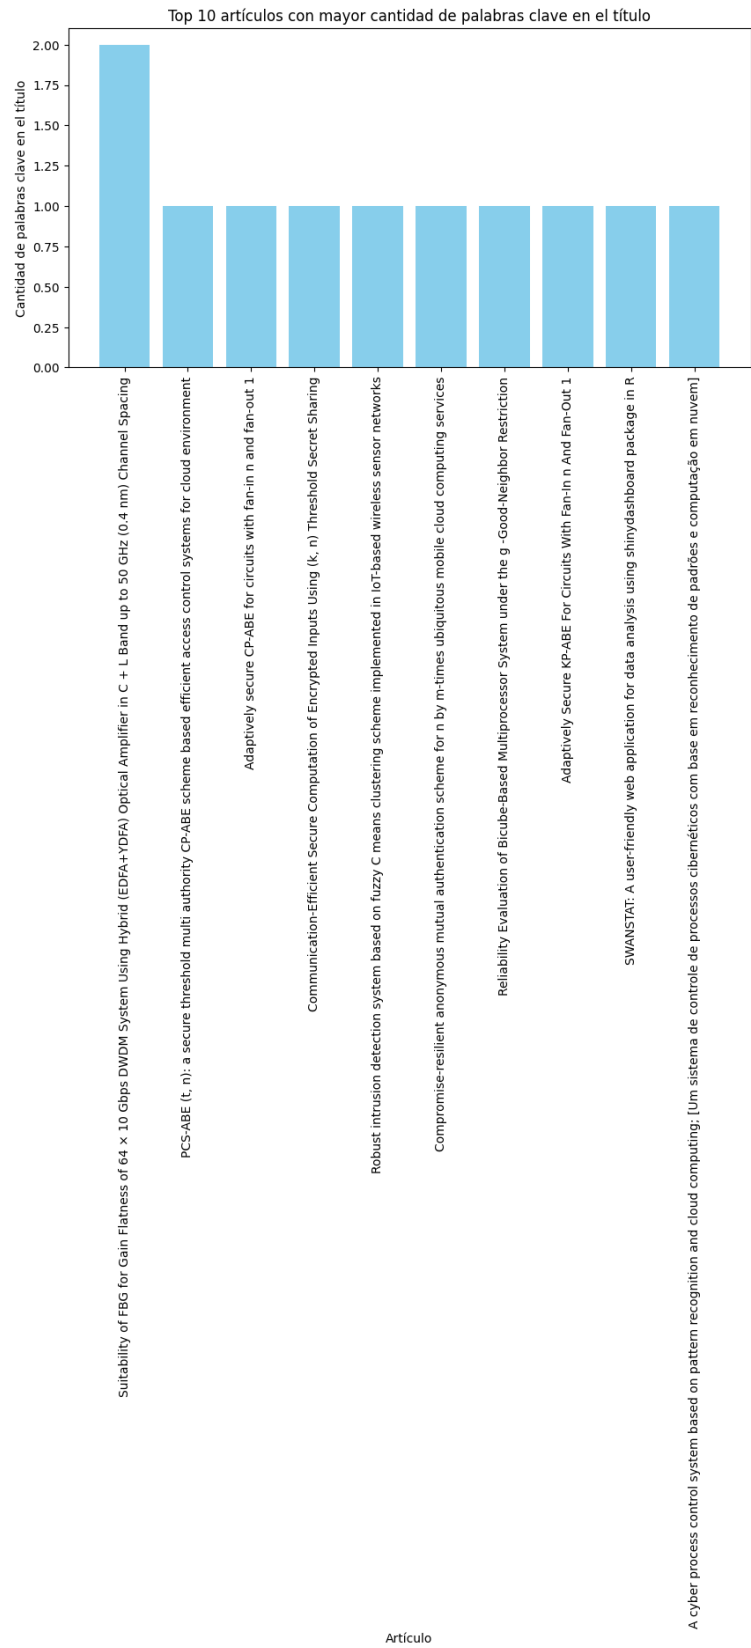 Top 10 artículos con mayor cantidad de palabras clave en el título
Cantidad de palabras clave en el título
2.00
1.75
1.50
1.25
1.00
0.75
0.50
0.25
0.00
Suitability of FBG for Gain Flatness of 64 × 10 Gbps DWDM System Using Hybrid (EDFA+YDFA) Optical Amplifier in C + L Band up to 50 GHz (0.4 nm) Channel Spacing
PCS-ABE (t, n): a secure threshold multi authority CP-ABE scheme based efficient access control systems for cloud environment
Adaptively secure CP-ABE for circuits with fan-in n and fan-out 1
Communication-Efficient Secure Computation of Encrypted Inputs Using (k, n) Threshold Secret Sharing
Robust intrusion detection system based on fuzzy C means clustering scheme implemented in IoT-based wireless sensor networks
Compromise-resilient anonymous mutual authentication scheme for n by m-times ubiquitous mobile cloud computing services
Reliability Evaluation of Bicube-Based Multiprocessor System under the g -Good-Neighbor Restriction
Adaptively Secure KP-ABE For Circuits With Fan-In n And Fan-Out 1
SWANSTAT: A user-friendly web application for data analysis using shinydashboard package in R
A cyber process control system based on pattern recognition and cloud computing; [Um sistema de controle de processos cibernéticos com base em reconhecimento de padrões e computação em nuvem]
Artículo